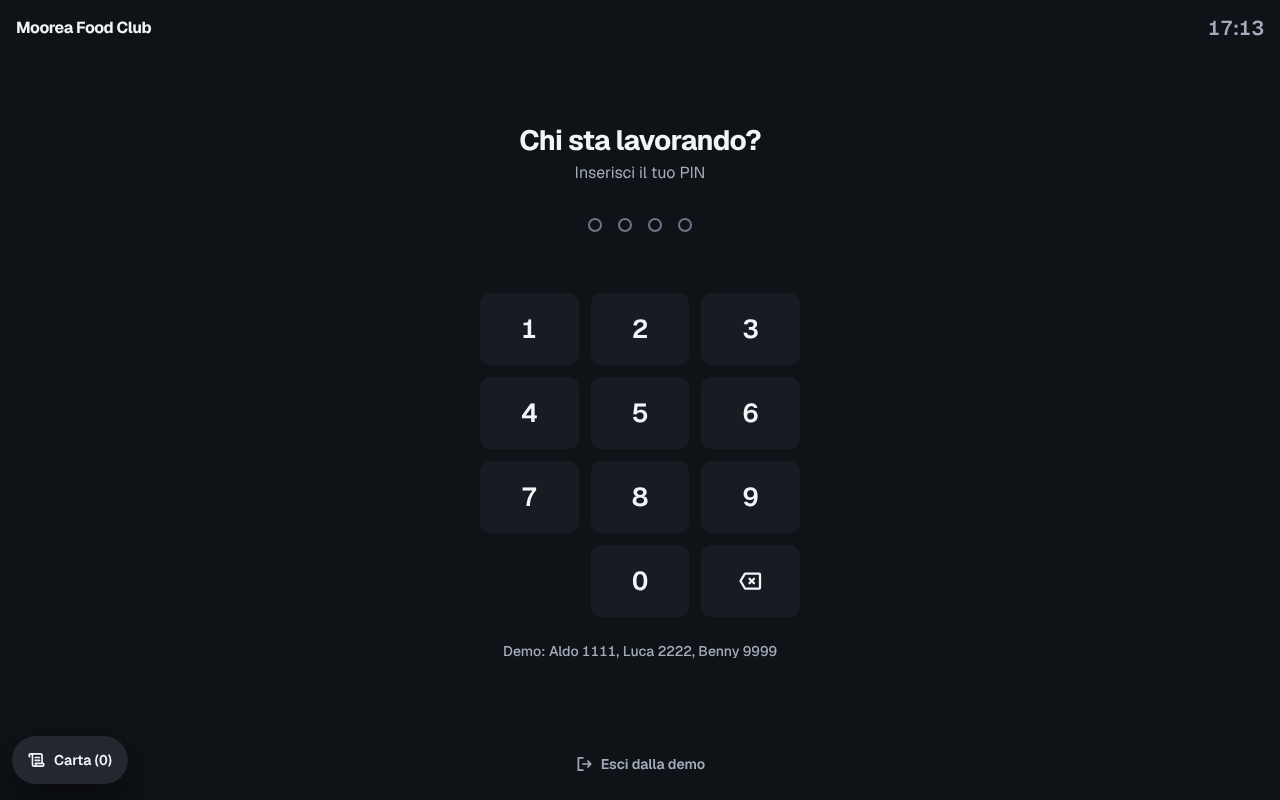 Moorea Food Club
17:13
Chi sta lavorando?
Inserisci il tuo PIN
1 2 3
4 5 6
7 8 9
0
Demo: Aldo 1111, Luca 2222, Benny 9999
Carta (0)
Esci dalla demo